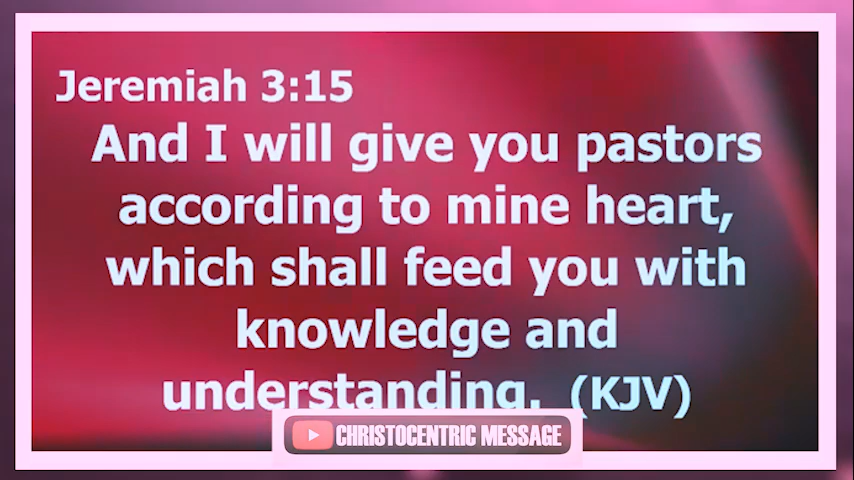 Jeremiah 3:15
And I will give you pastors
according to mine heart,
which shall feed you with
knowledge and
understanding. (KJV)
CHRISTOCENTRIC MESSAGE